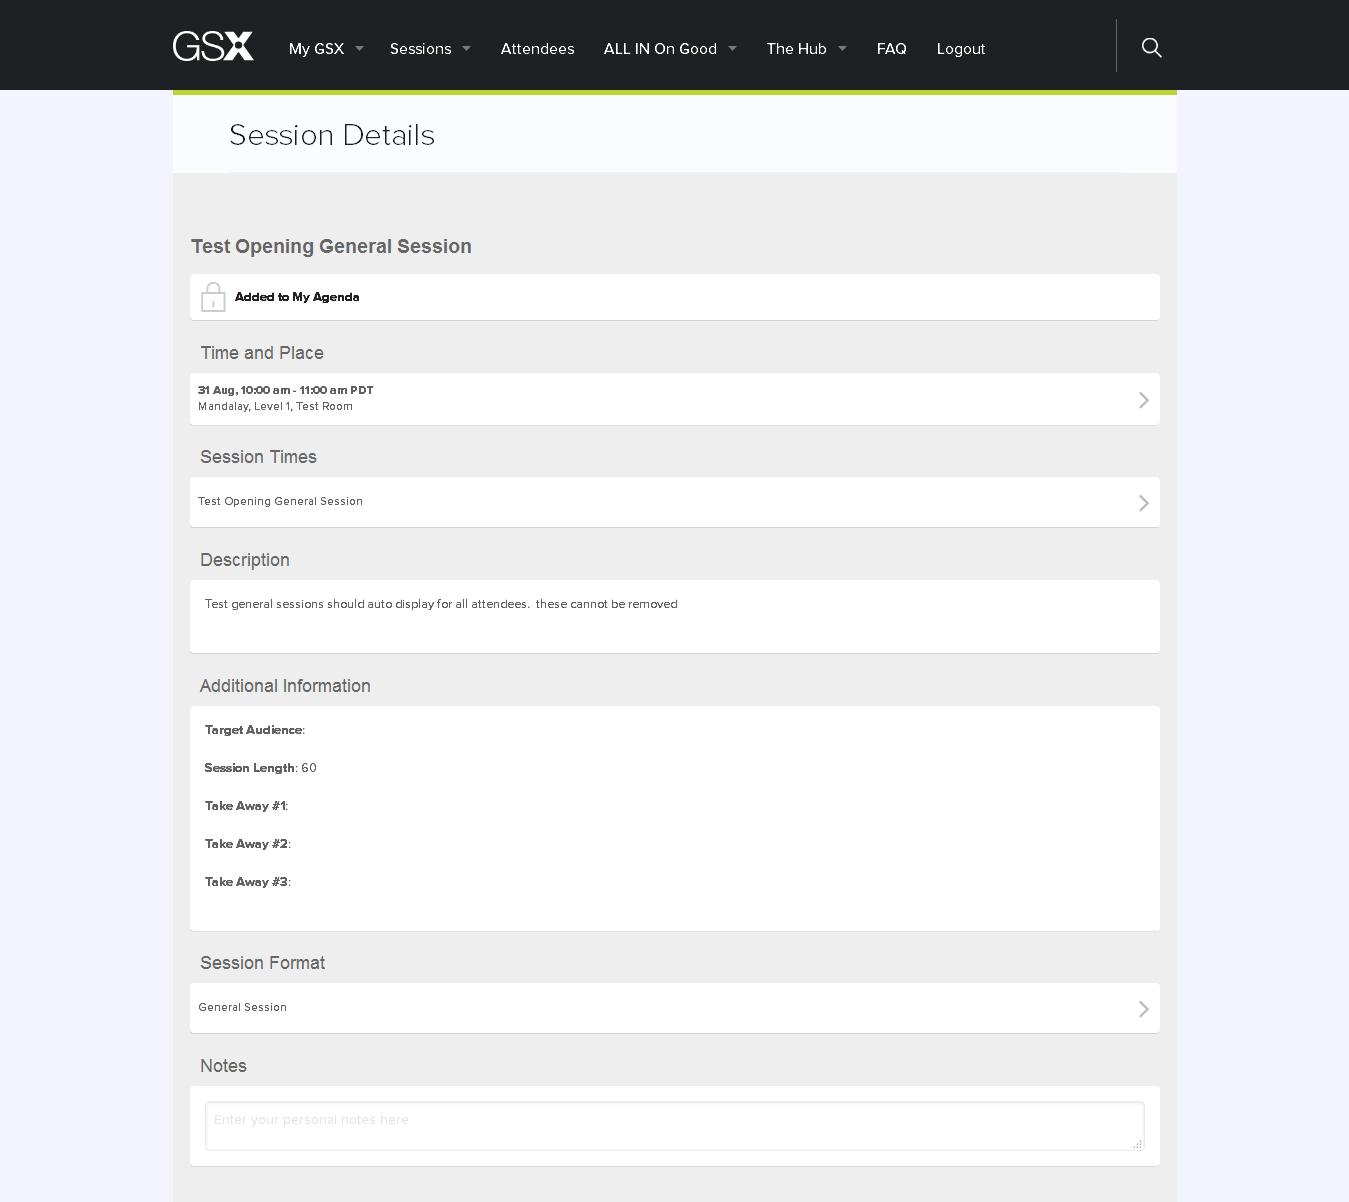 GSX My GSX Sessions Attendees ALL IN On Good The Hub FAQ Logout
Session Details
Test Opening General Session
Added to My Agenda
Time and Place
31 Aug, 10:00 am - 11:00 am PDT
Mandalay, Level 1, Test Room
Session Times
Test Opening General Session
Description
Test general sessions should auto display for all attendees.  these cannot be removed
Additional Information
Target Audience:
Session Length: 60
Take Away #1:
Take Away #2:
Take Away #3:
Session Format
General Session
Notes
Enter your personal notes here